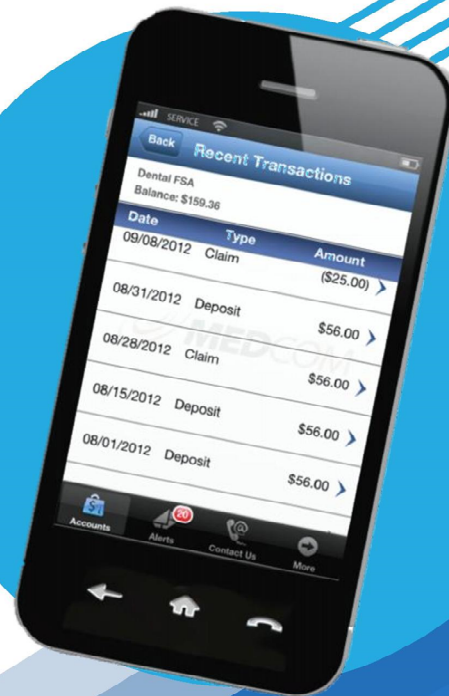 SERVICE
Back Recent Transactions
Dental FSA
Balance: $159.36
Date Type Amount
09/08/2012 Claim ($25.00)
08/31/2012 Deposit $56.00
MEDCOM
08/28/2012 Claim $56.00
08/15/2012 Deposit $56.00
08/01/2012 Deposit $56.00
20
Accounts Alerts Contact Us More